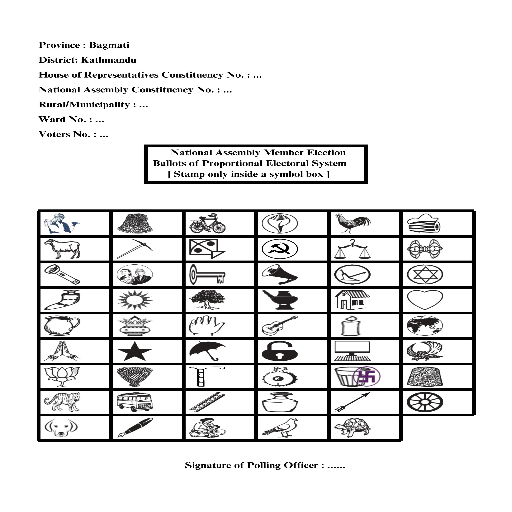 Province : Bagmati
District: Kathmandu
House of Representatives Constituency No. : ...
National Assembly Constituency No. : ...
Rural/Municipality : ...
Ward No. : ...
Voters No. : ...
National Assembly Member Election
Ballots of Proportional Electoral System
[ Stamp only inside a symbol box ]
Signature of Polling Officer : ......